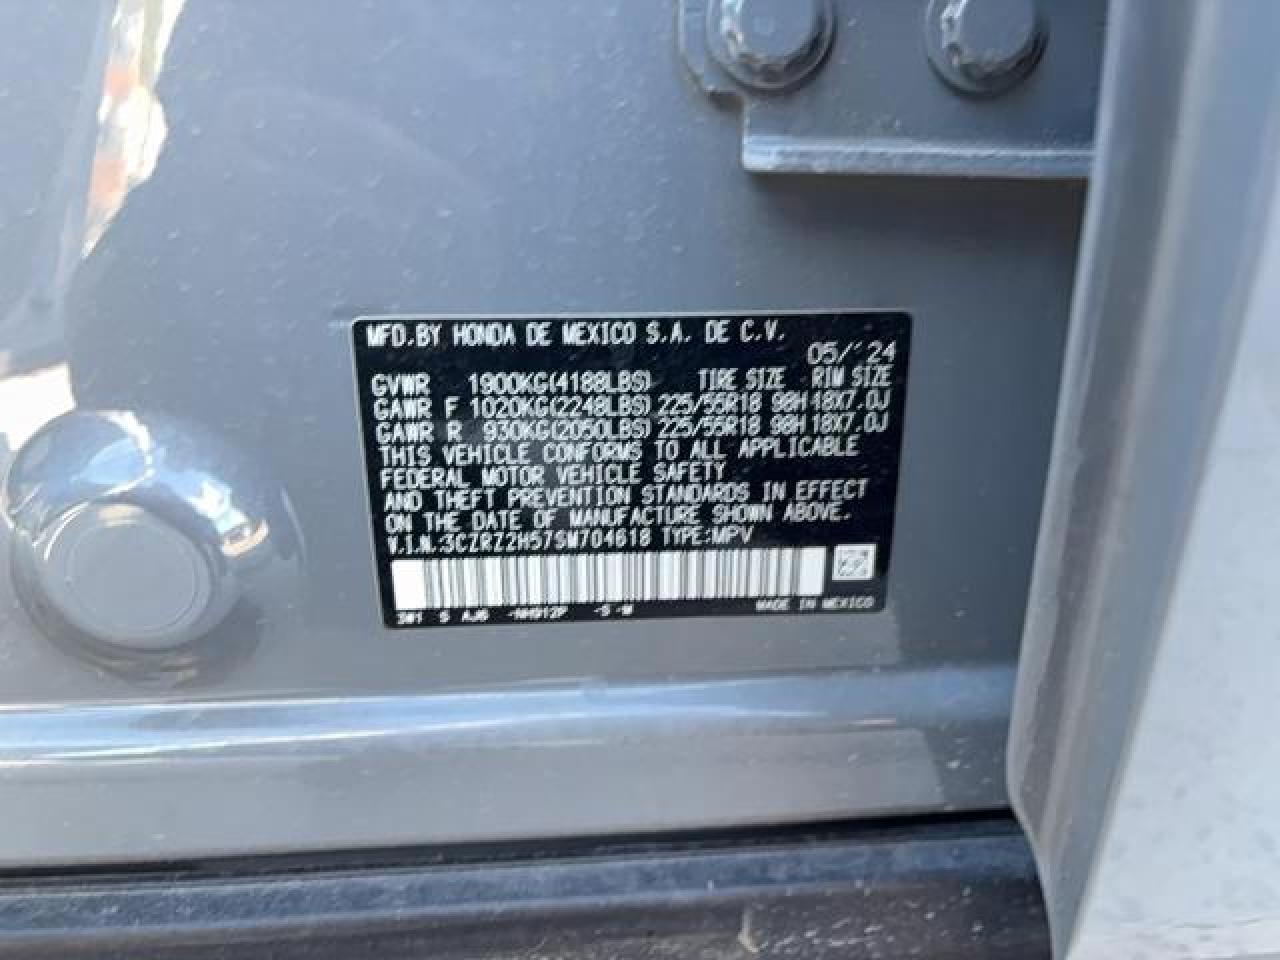 MFD.BY HONDA DE MEXICO S.A. DE C.V.
05/'24
GVWR 1900KG(4188LBS) TIRE SIZE RIM SIZE
GAWR F 1020KG(2248LBS) 225/55R18 98H 18X7.0J
GAWR R 930KG(2050LBS) 225/55R18 98H 18X7.0J
THIS VEHICLE CONFORMS TO ALL APPLICABLE
FEDERAL MOTOR VEHICLE SAFETY
AND THEFT PREVENTION STANDARDS IN EFFECT
ON THE DATE OF MANUFACTURE SHOWN ABOVE.
V.I.N.:3CZRZ2H57SM704618 TYPE:MPV
3W1 S AJ6 -NH912P -S -W MADE IN MEXICO